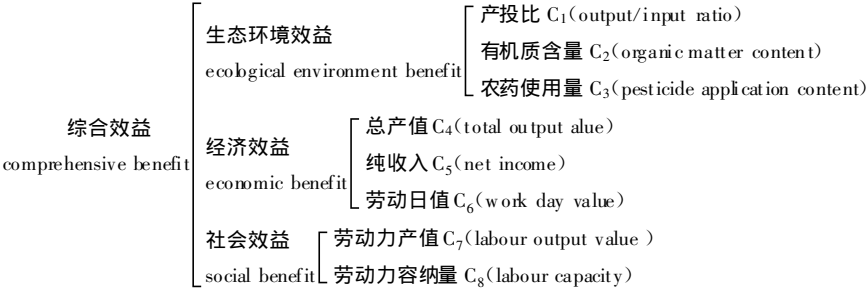 综合效益
comprehensive benefit
生态环境效益
ecological environment benefit
产投比 C1(output/input ratio)
有机质含量 C2(organic matter content)
农药使用量 C3(pesticide application content)
经济效益
economic benefit
总产值 C4(total output alue)
纯收入 C5(net income)
劳动日值 C6(work day value)
社会效益
social benefit
劳动力产值 C7(labour output value )
劳动力容纳量 C8(labour capacity)